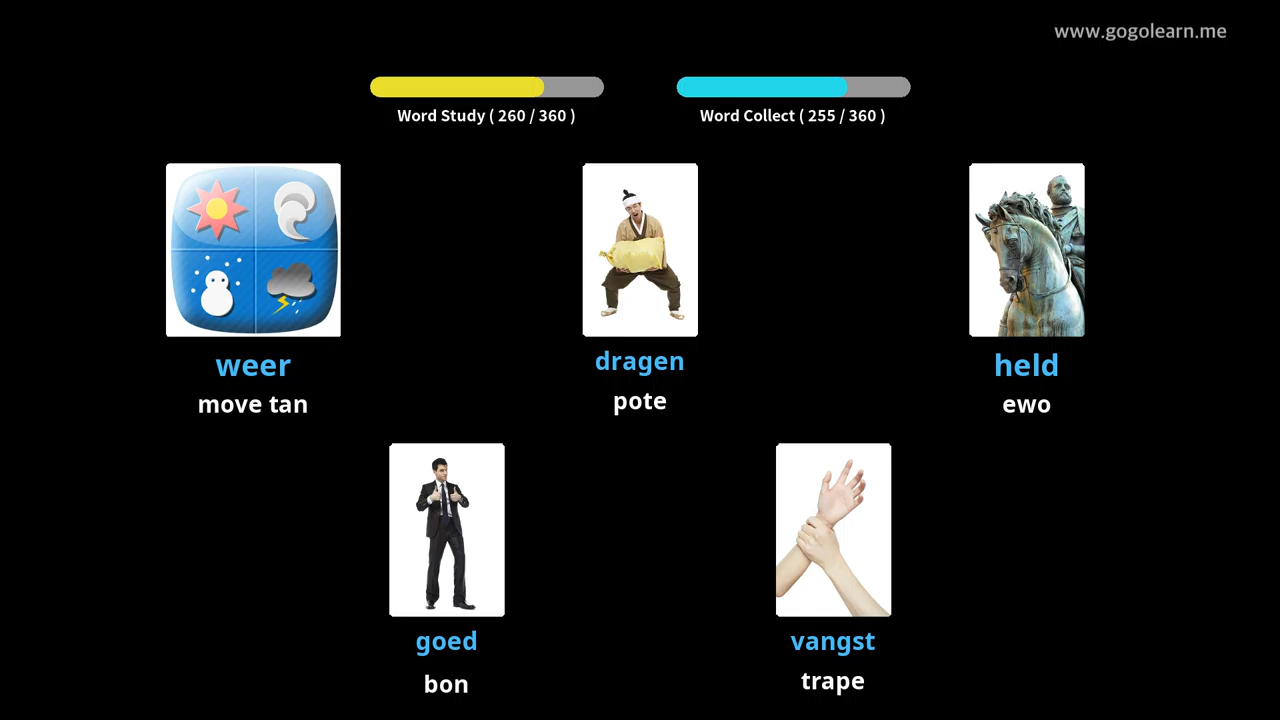 www.gogolearn.me
Word Study ( 260 / 360 )
Word Collect ( 255 / 360 )
weer
move tan
dragen
pote
held
ewo
goed
bon
vangst
trape